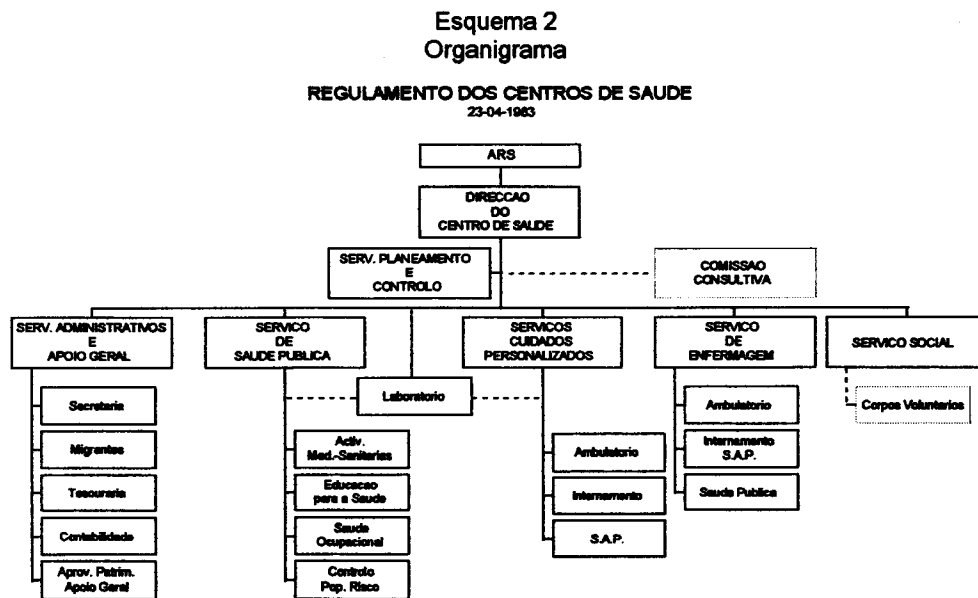 Esquema 2
Organigrama
REGULAMENTO DOS CENTROS DE SAUDE
23-04-1983
ARS
DIRECCAO
DO
CENTRO DE SAUDE
SERV. PLANEAMENTO
E
CONTROLO
COMISSAO
CONSULTIVA
SERV. ADMINISTRATIVOS
E
APOIO GERAL
SERVICO
DE
SAUDE PUBLICA
SERVICOS
CUIDADOS
PERSONALIZADOS
SERVICO
DE
ENFERMAGEM
SERVICO SOCIAL
Laboratorio
Secretaria
Migrantes
Tesouraria
Contabilidade
Aprov. Patrim.
Apoio Geral
Activ.
Med.-Sanitarias
Educacao
para a Saude
Saude
Ocupacional
Controlo
Pop. Risco
Ambulatorio
Internamento
S.A.P.
Ambulatorio
Internamento
S.A.P.
Saude Publica
Corpos Voluntarios